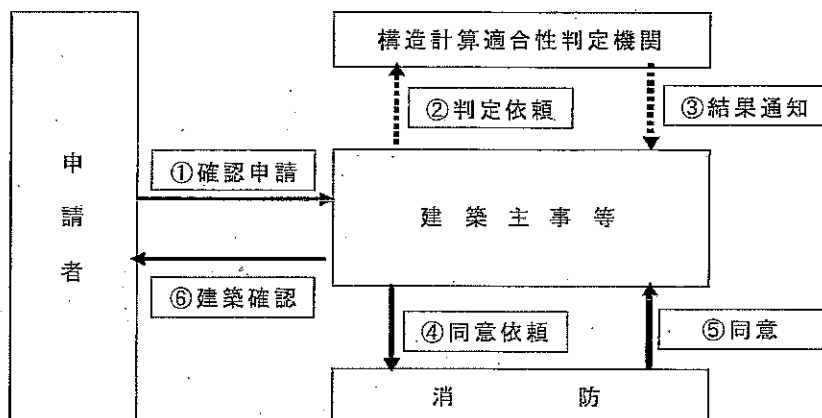 構造計算適合性判定機関
②判定依頼
③結果通知
申請者
①確認申請
建築主事等
⑥建築確認
④同意依頼
⑤同意
消防